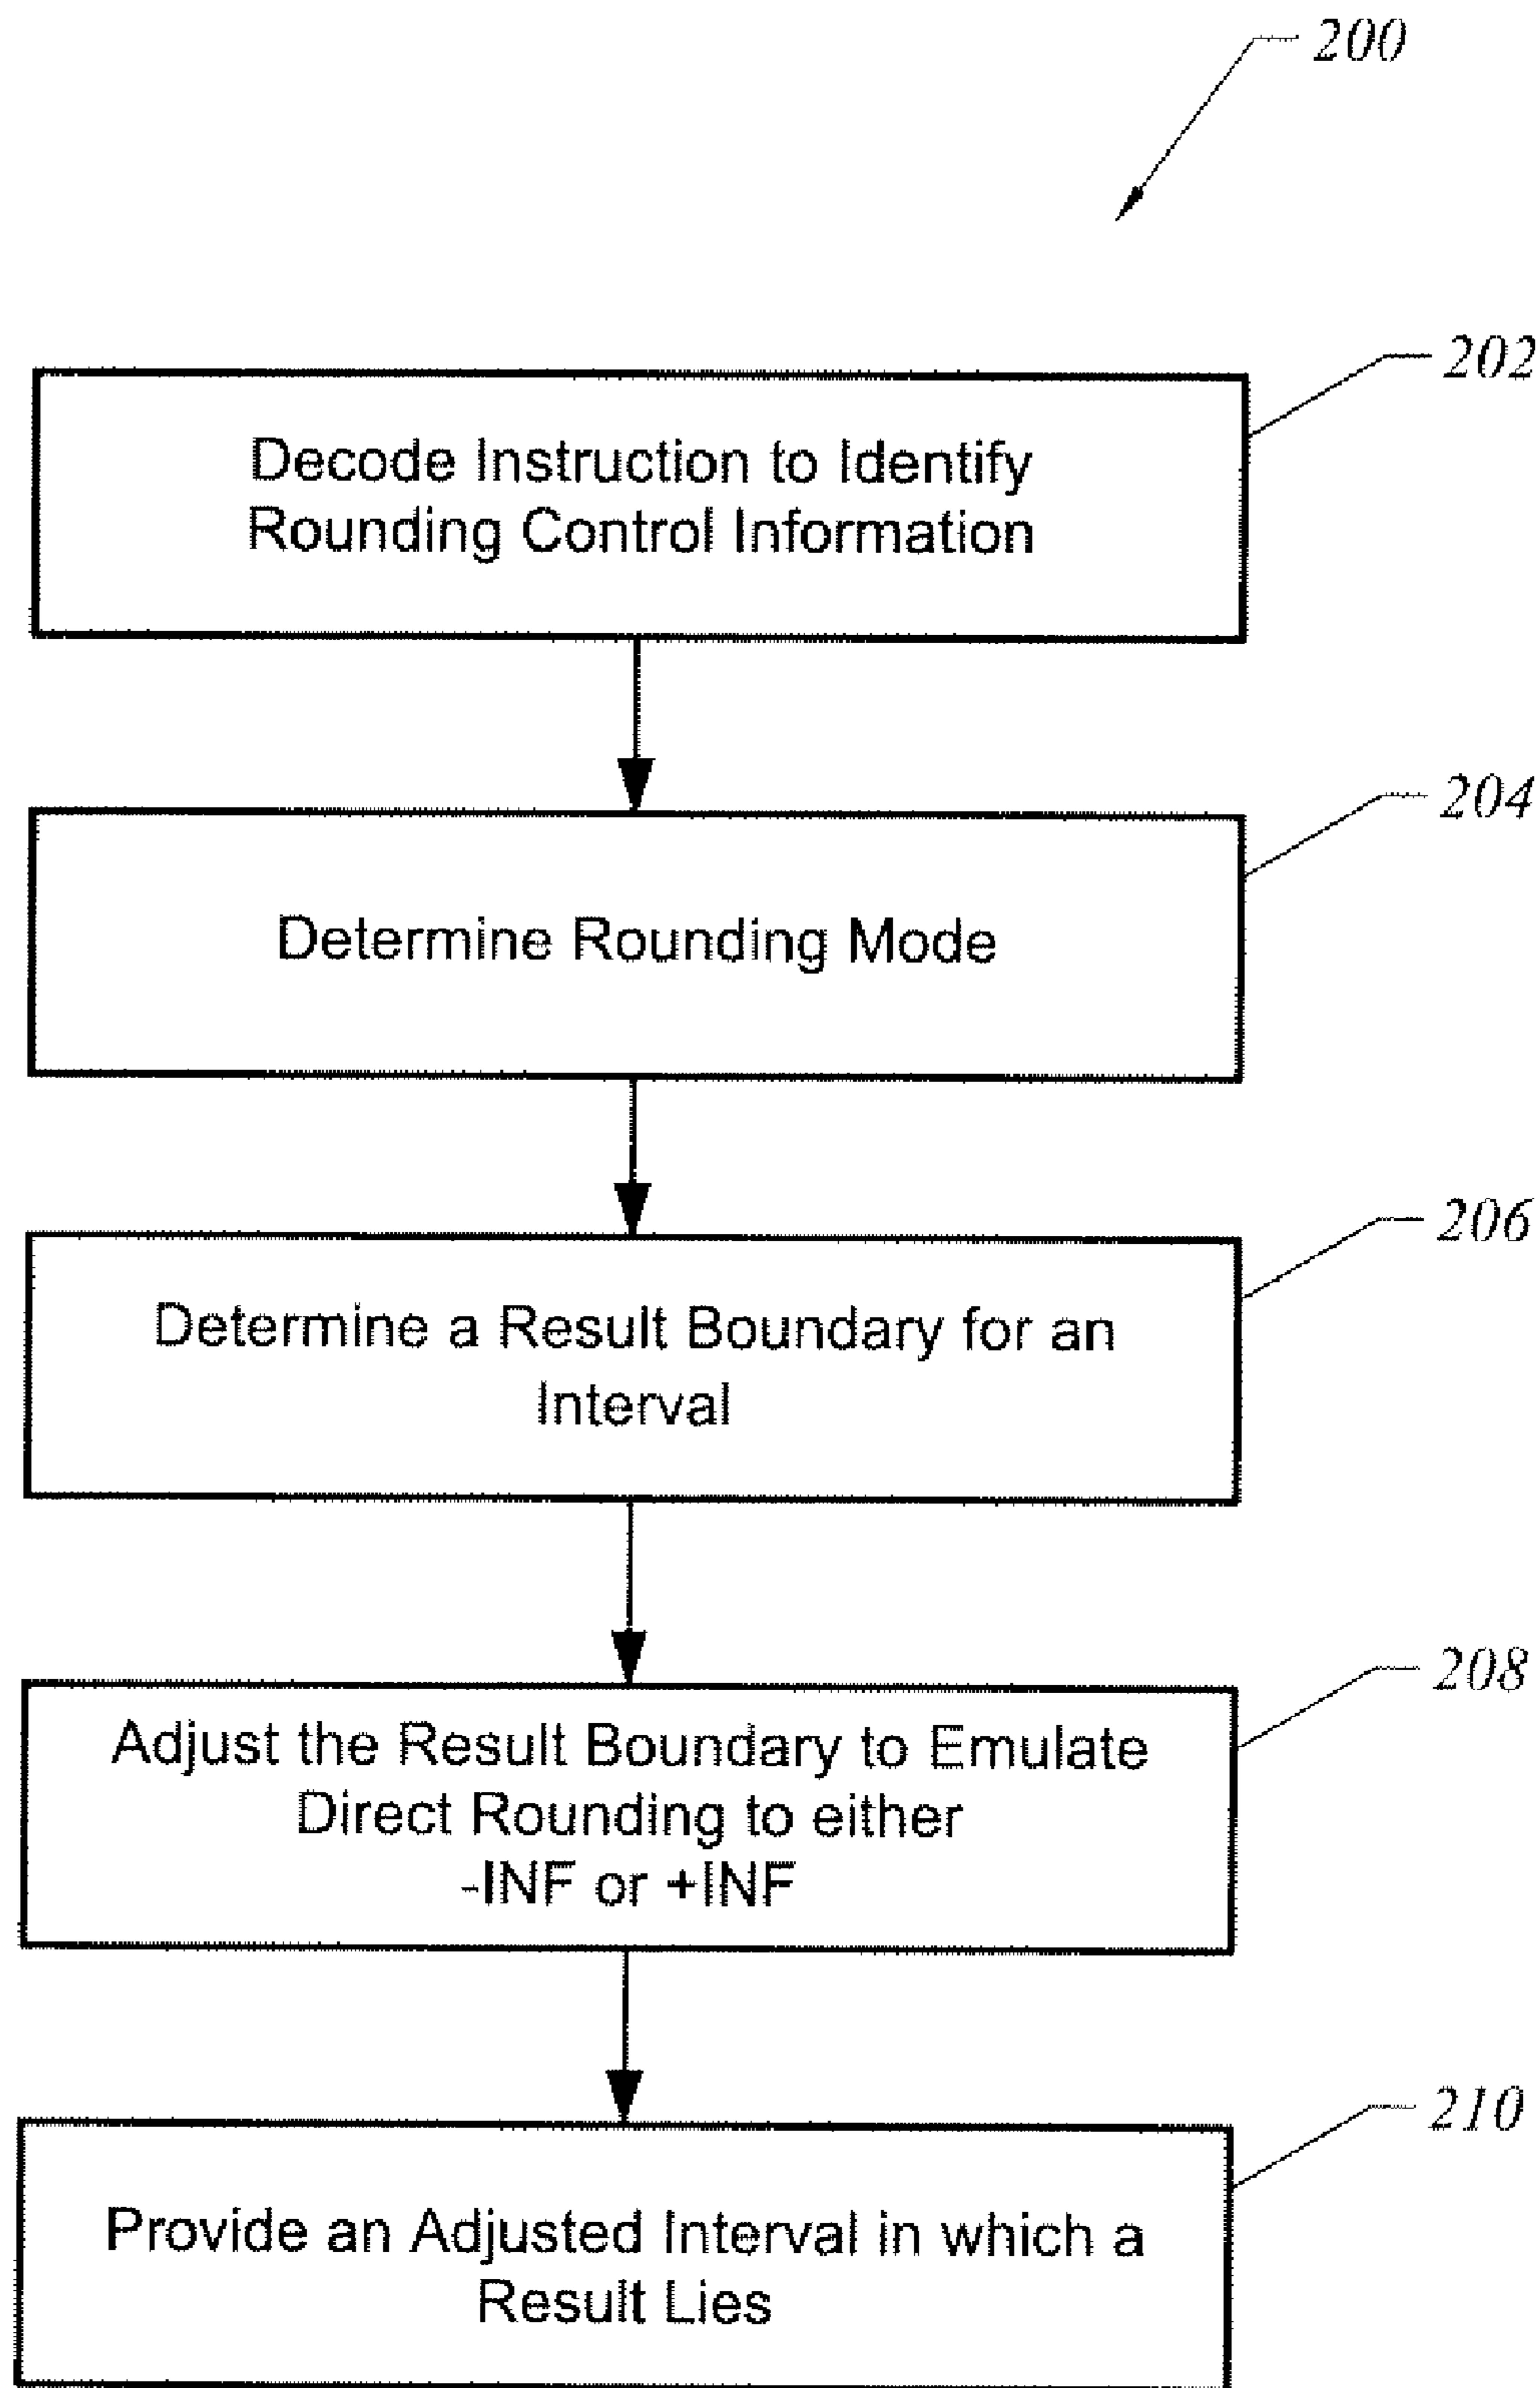 200
202
Decode Instruction to Identify
Rounding Control Information
204
Determine Rounding Mode
206
Determine a Result Boundary for an
Interval
208
Adjust the Result Boundary to Emulate
Direct Rounding to either
-INF or +INF
210
Provide an Adjusted Interval in which a
Result Lies